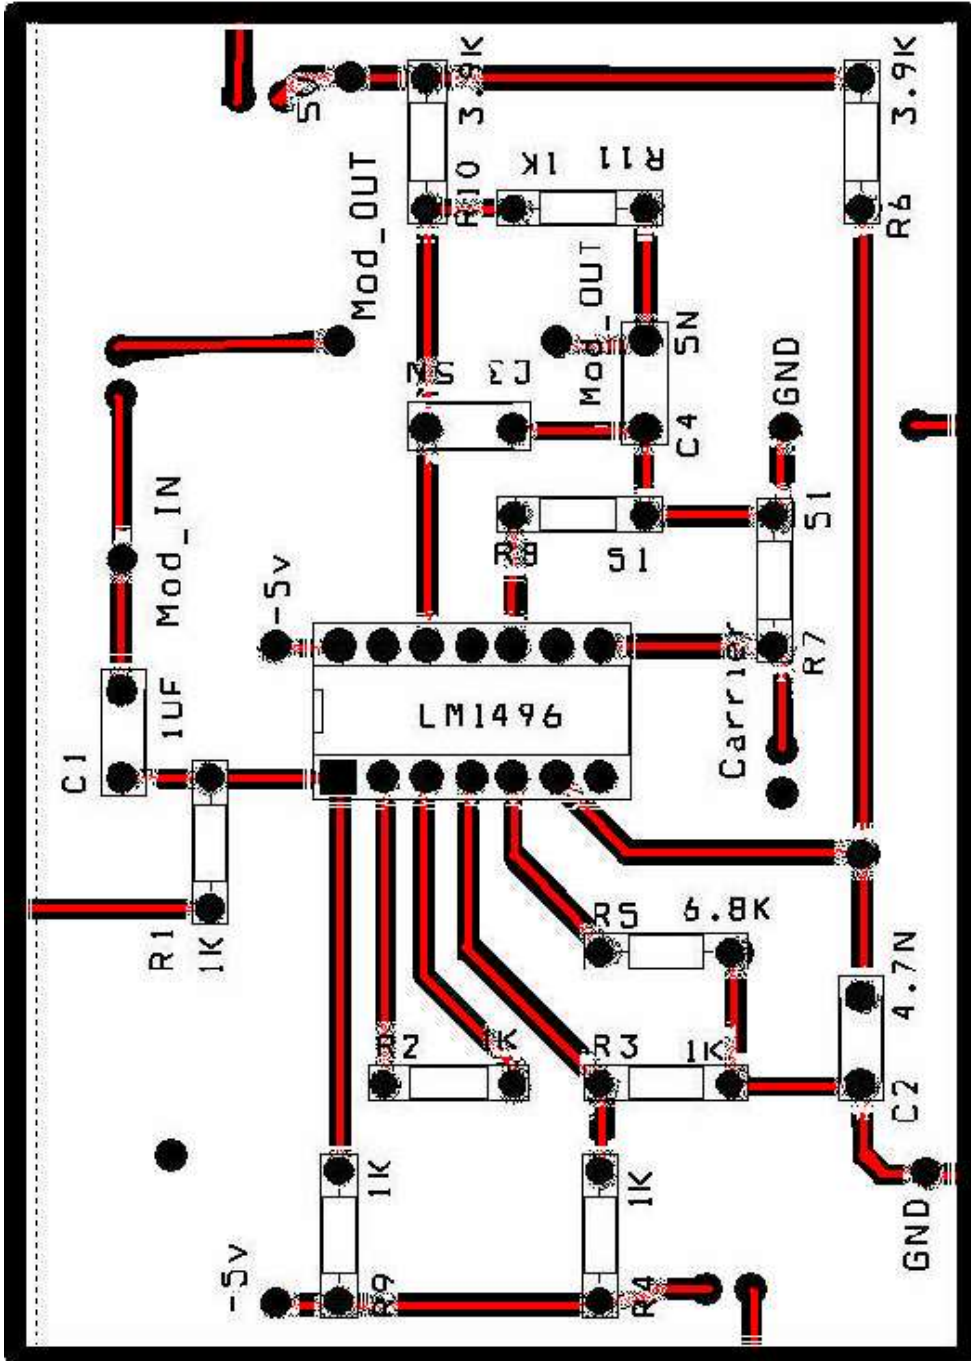 3.9K
3.9K
5V
1K
R11
R10
R6
Mod_OUT
Mod_OUT
5N
5N
C3
GND
C4
Mod_IN
51
R8
51
-5v
R7
Carrier
1UF
LM1496
C1
R5
6.8K
R1
1K
4.7N
R2
1K
R3
1K
C2
1K
1K
GND
-5v
R9
R4